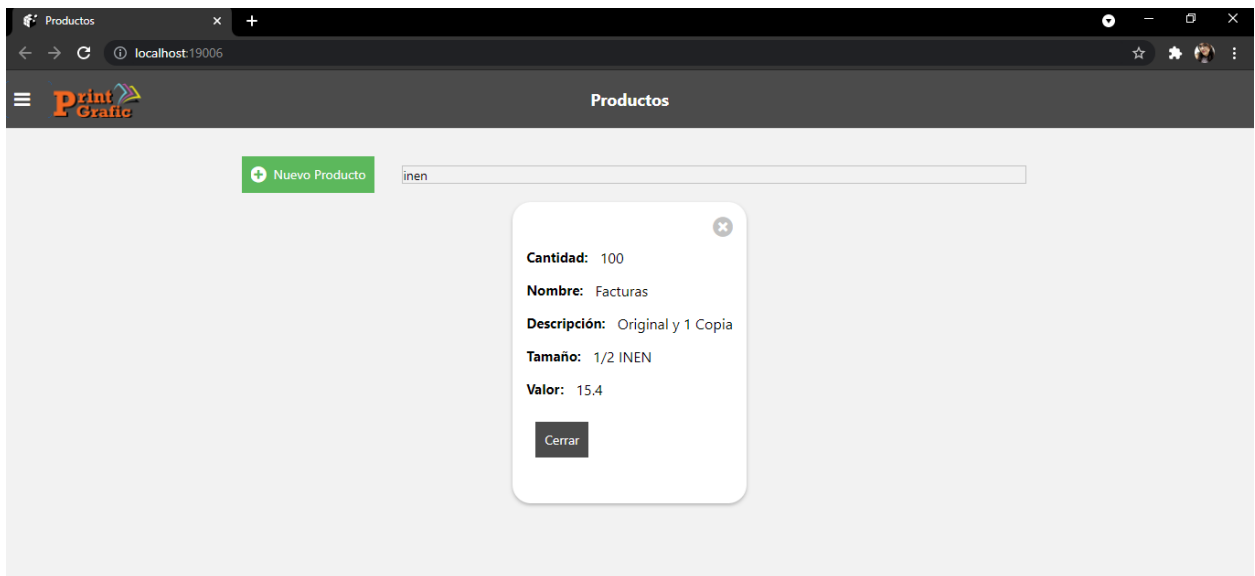 Productos
localhost:19006
Print
Grafic
Productos
Nuevo Producto
inen
Cantidad: 100
Nombre: Facturas
Descripción: Original y 1 Copia
Tamaño: 1/2 INEN
Valor: 15.4
Cerrar